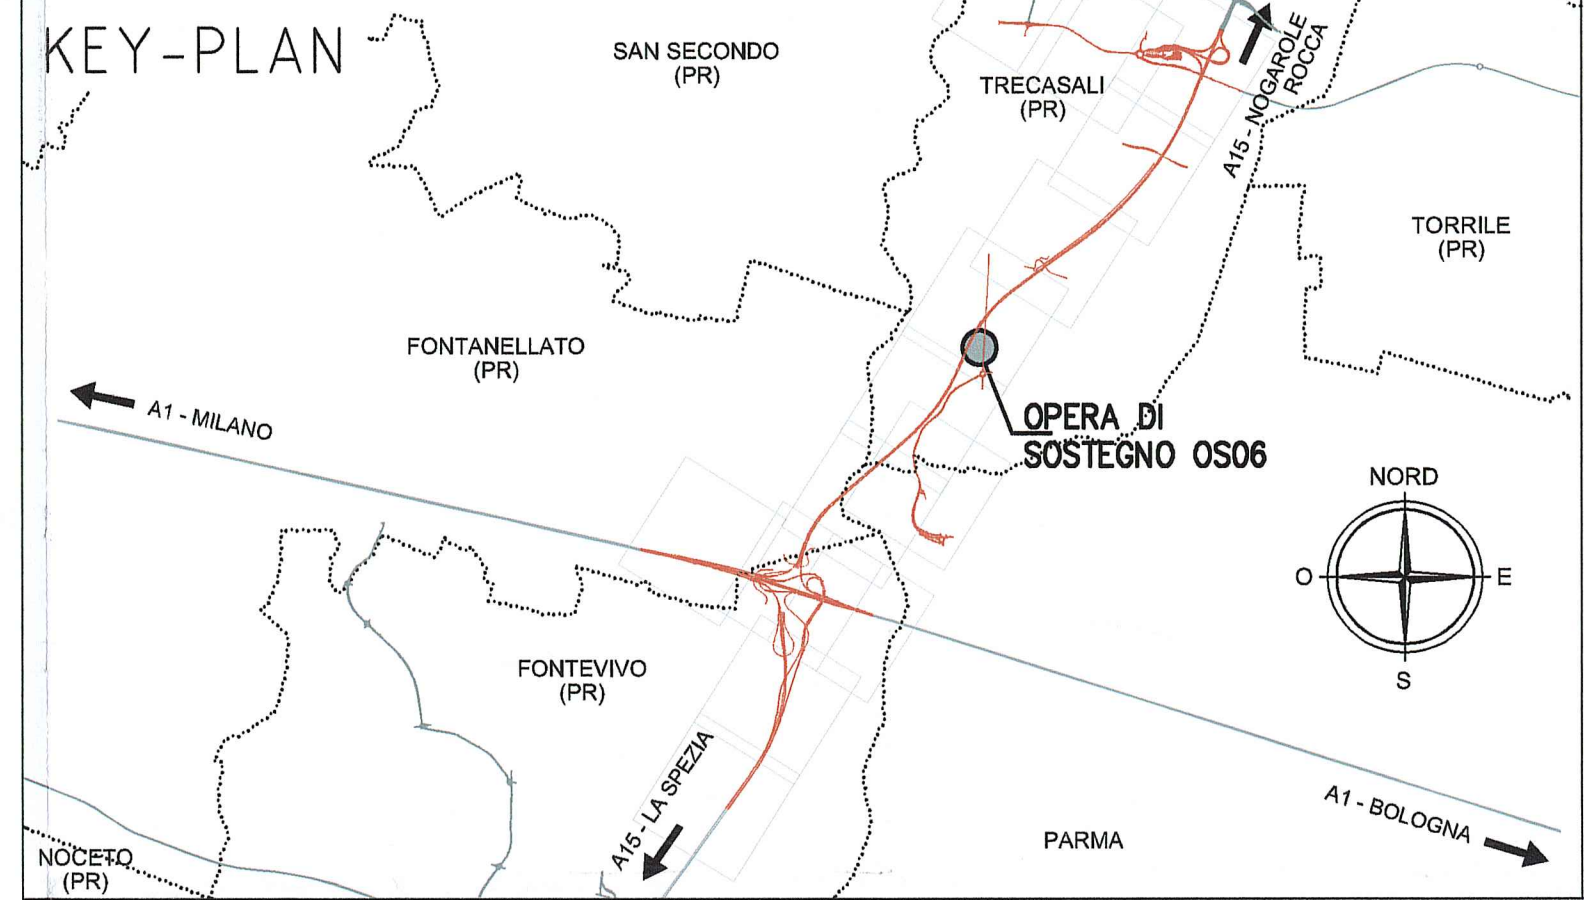 KEY-PLAN
SAN SECONDO
(PR)
TRECASALI
(PR)
A15 - NOGAROLE
ROCCA
TORRILE
(PR)
FONTANELLATO
(PR)
A1 - MILANO
OPERA DI
SOSTEGNO OS06
NORD
O
E
S
FONTEVIVO
(PR)
A15 - LA SPEZIA
A1 - BOLOGNA
PARMA
NOCETO
(PR)